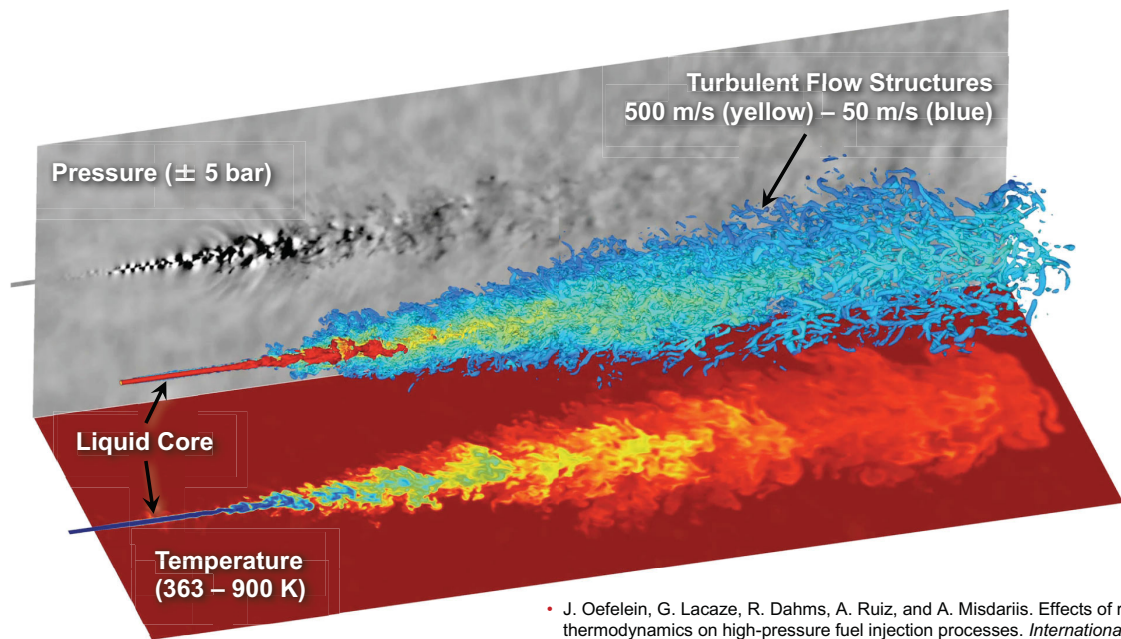 Turbulent Flow Structures
500 m/s (yellow) – 50 m/s (blue)
Pressure (± 5 bar)
Liquid Core
Temperature
(363 – 900 K)
• J. Oefelein, G. Lacaze, R. Dahms, A. Ruiz, and A. Misdariis. Effects of
thermodynamics on high-pressure fuel injection processes.